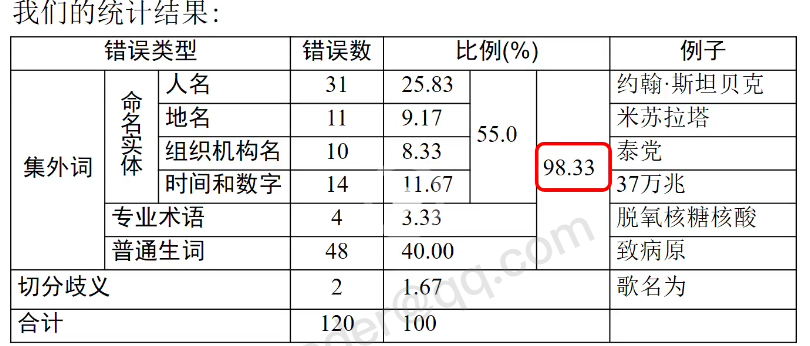 我们的统计结果:
错误类型 错误数 比例(%) 例子
集外词 命名实体 人名 31 25.83 55.0 98.33 约翰·斯坦贝克
地名 11 9.17 米苏拉塔
组织机构名 10 8.33 泰党
时间和数字 14 11.67 37万兆
专业术语 4 3.33 脱氧核糖核酸
普通生词 48 40.00 致病原
切分歧义 2 1.67 歌名为
合计 120 100
@qq.com